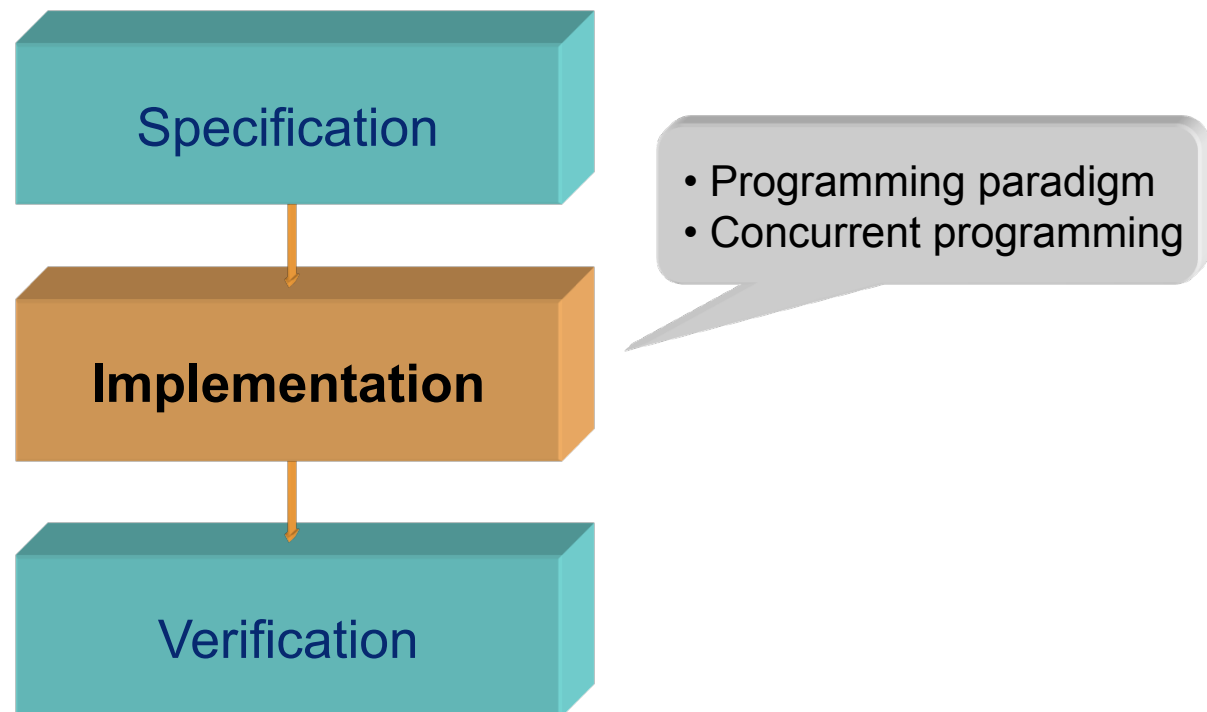 Specification
• Programming paradigm
• Concurrent programming
Implementation
Verification